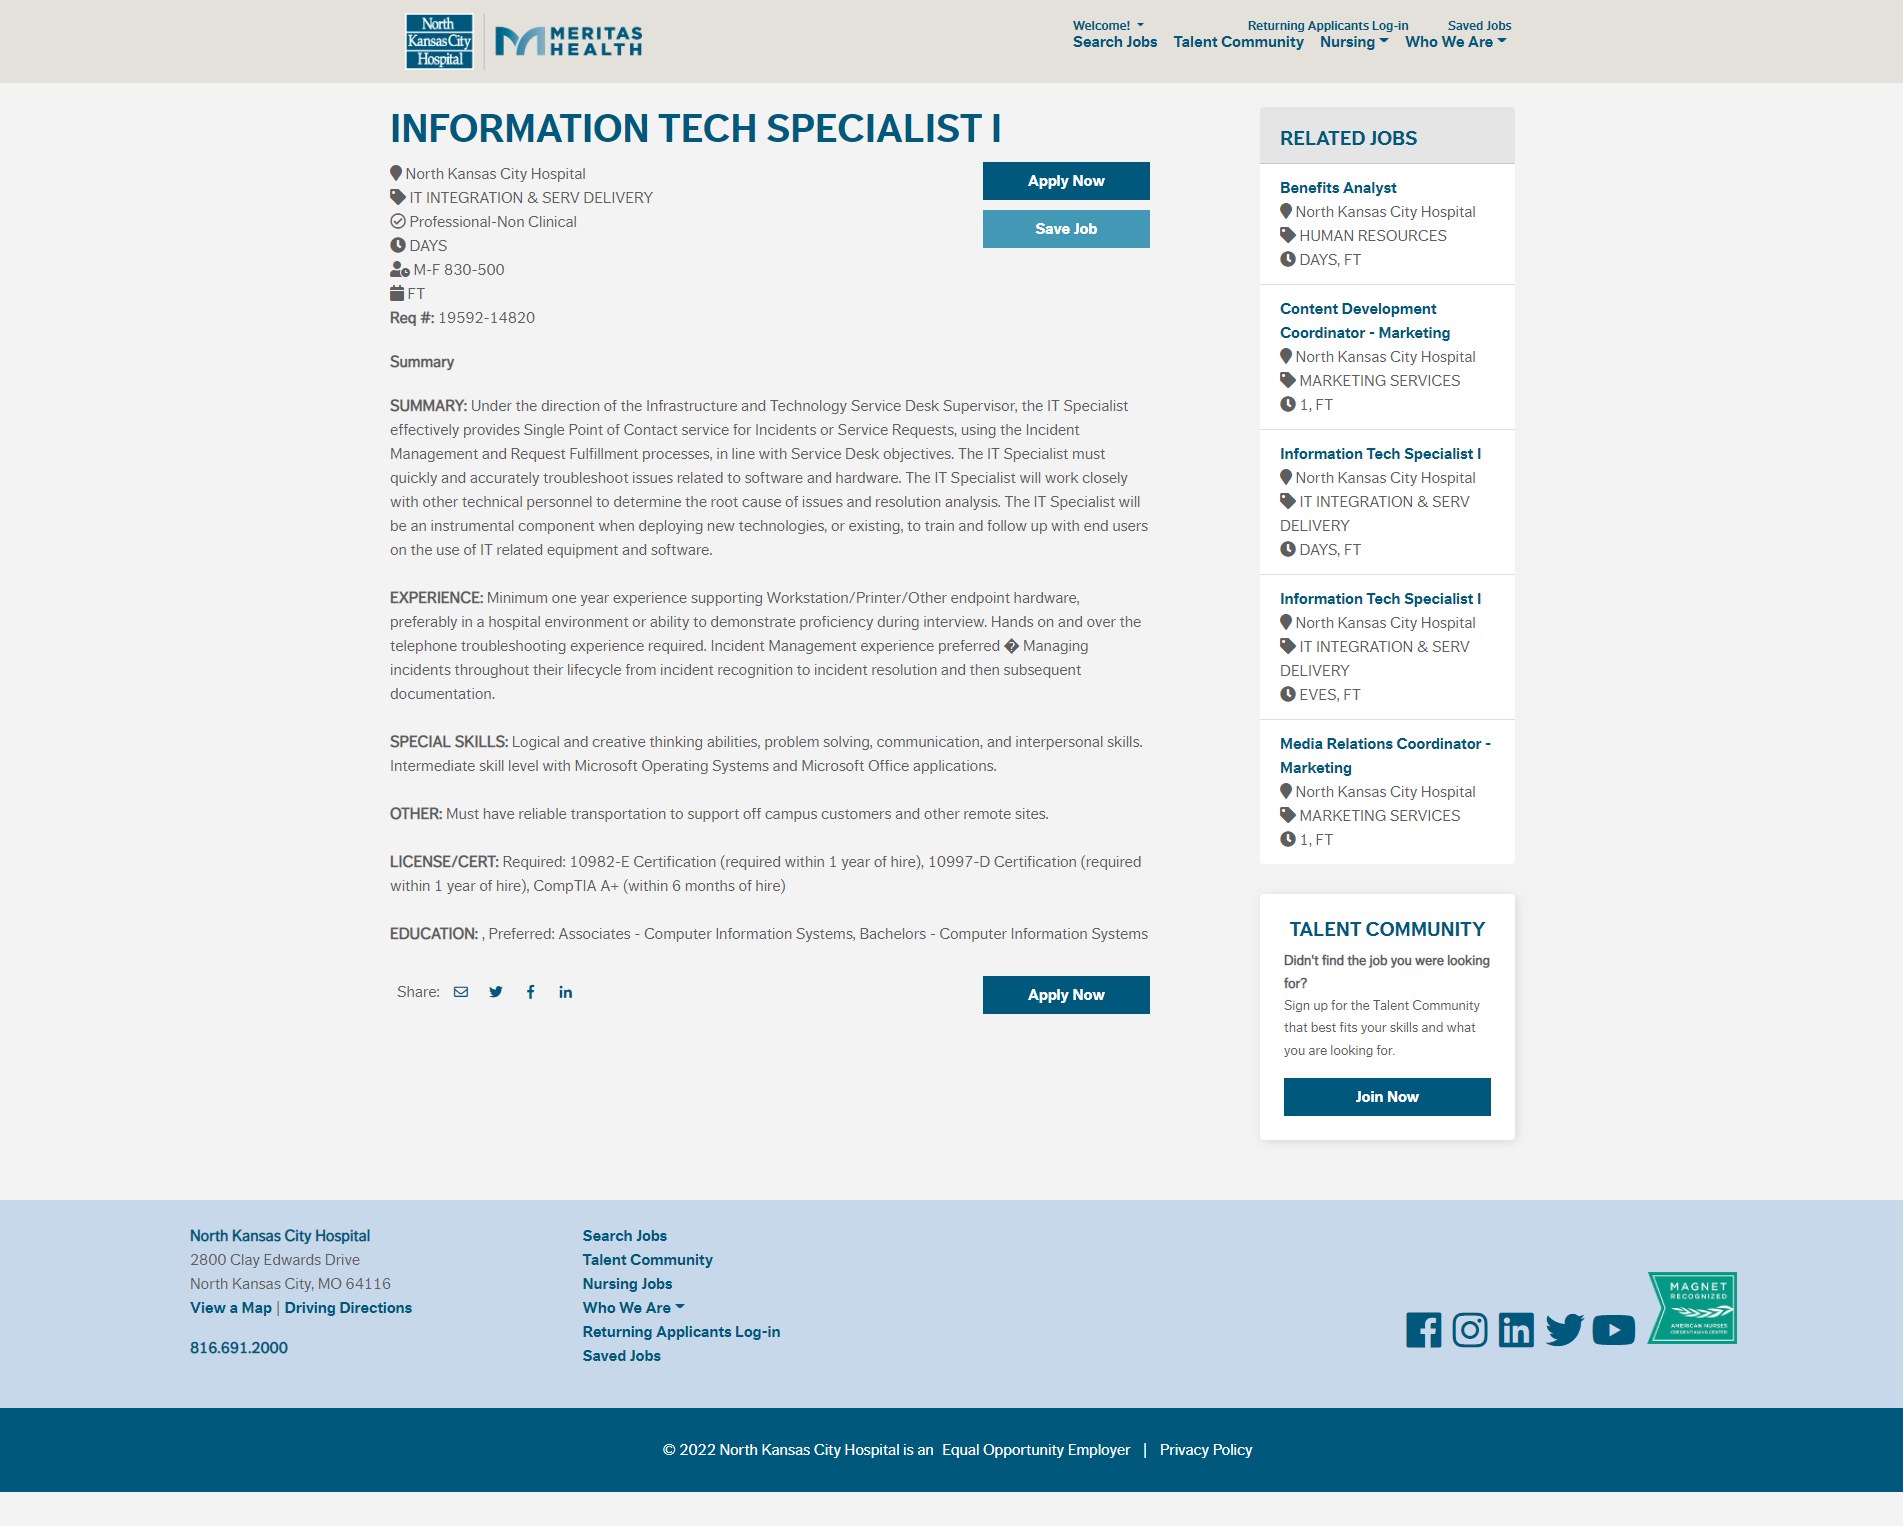 North
Kansas City
Hospital
MERITAS
HEALTH
Welcome!
Returning Applicants Log-in
Saved Jobs
Search Jobs
Talent Community
Nursing
Who We Are
INFORMATION TECH SPECIALIST I
North Kansas City Hospital
IT INTEGRATION & SERV DELIVERY
Professional-Non Clinical
DAYS
M-F 830-500
FT
Req #: 19592-14820
Apply Now
Save Job
Summary
SUMMARY: Under the direction of the Infrastructure and Technology Service Desk Supervisor, the IT Specialist
effectively provides Single Point of Contact service for Incidents or Service Requests, using the Incident
Management and Request Fulfillment processes, in line with Service Desk objectives. The IT Specialist must
quickly and accurately troubleshoot issues related to software and hardware. The IT Specialist will work closely
with other technical personnel to determine the root cause of issues and resolution analysis. The IT Specialist will
be an instrumental component when deploying new technologies, or existing, to train and follow up with end users
on the use of IT related equipment and software.
EXPERIENCE: Minimum one year experience supporting Workstation/Printer/Other endpoint hardware,
preferably in a hospital environment or ability to demonstrate proficiency during interview. Hands on and over the
telephone troubleshooting experience required. Incident Management experience preferred � Managing
incidents throughout their lifecycle from incident recognition to incident resolution and then subsequent
documentation.
SPECIAL SKILLS: Logical and creative thinking abilities, problem solving, communication, and interpersonal skills.
Intermediate skill level with Microsoft Operating Systems and Microsoft Office applications.
OTHER: Must have reliable transportation to support off campus customers and other remote sites.
LICENSE/CERT: Required: 10982-E Certification (required within 1 year of hire), 10997-D Certification (required
within 1 year of hire), CompTIA A+ (within 6 months of hire)
EDUCATION: , Preferred: Associates - Computer Information Systems, Bachelors - Computer Information Systems
Share:
Apply Now
RELATED JOBS
Benefits Analyst
North Kansas City Hospital
HUMAN RESOURCES
DAYS, FT
Content Development
Coordinator - Marketing
North Kansas City Hospital
MARKETING SERVICES
1, FT
Information Tech Specialist I
North Kansas City Hospital
IT INTEGRATION & SERV
DELIVERY
DAYS, FT
Information Tech Specialist I
North Kansas City Hospital
IT INTEGRATION & SERV
DELIVERY
EVES, FT
Media Relations Coordinator -
Marketing
North Kansas City Hospital
MARKETING SERVICES
1, FT
TALENT COMMUNITY
Didn't find the job you were looking
for?
Sign up for the Talent Community
that best fits your skills and what
you are looking for.
Join Now
North Kansas City Hospital
2800 Clay Edwards Drive
North Kansas City, MO 64116
View a Map | Driving Directions
816.691.2000
Search Jobs
Talent Community
Nursing Jobs
Who We Are
Returning Applicants Log-in
Saved Jobs
MAGNET
RECOGNIZED
AMERICAN NURSES
CREDENTIALING CENTER
© 2022 North Kansas City Hospital is an Equal Opportunity Employer | Privacy Policy